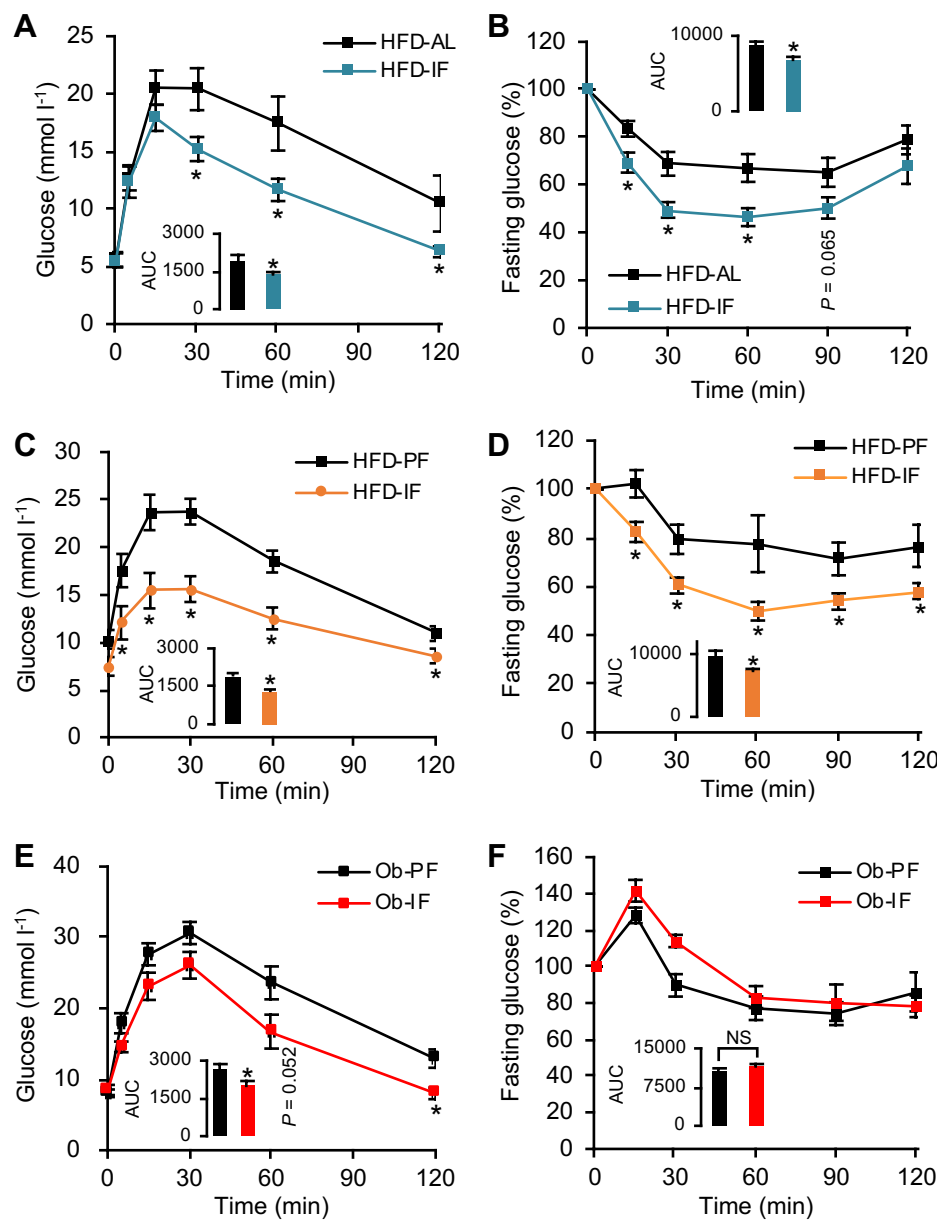 A
Glucose (mmol l⁻¹)
25
20
15
10
5
0
HFD-AL
HFD-IF
AUC
3000
1500
0
*
*
*
*
0 30 60 90 120
Time (min)
B
Fasting glucose (%)
120
100
80
60
40
20
0
AUC
10000
0
*
*
*
*
P = 0.065
HFD-AL
HFD-IF
0 30 60 90 120
Time (min)
C
Glucose (mmol l⁻¹)
30
25
20
15
10
5
0
HFD-PF
HFD-IF
* * * * *
AUC
3000
1500
0
*
0 30 60 90 120
Time (min)
D
Fasting glucose (%)
120
100
80
60
40
20
0
HFD-PF
HFD-IF
* * * * *
AUC
10000
0
*
0 30 60 90 120
Time (min)
E
Glucose (mmol l⁻¹)
40
30
20
10
0
Ob-PF
Ob-IF
AUC
3000
1500
0
*
P = 0.052
*
0 30 60 90 120
Time (min)
F
Fasting glucose (%)
160
140
120
100
80
60
40
20
0
Ob-PF
Ob-IF
AUC
15000
7500
0
NS
0 30 60 90 120
Time (min)